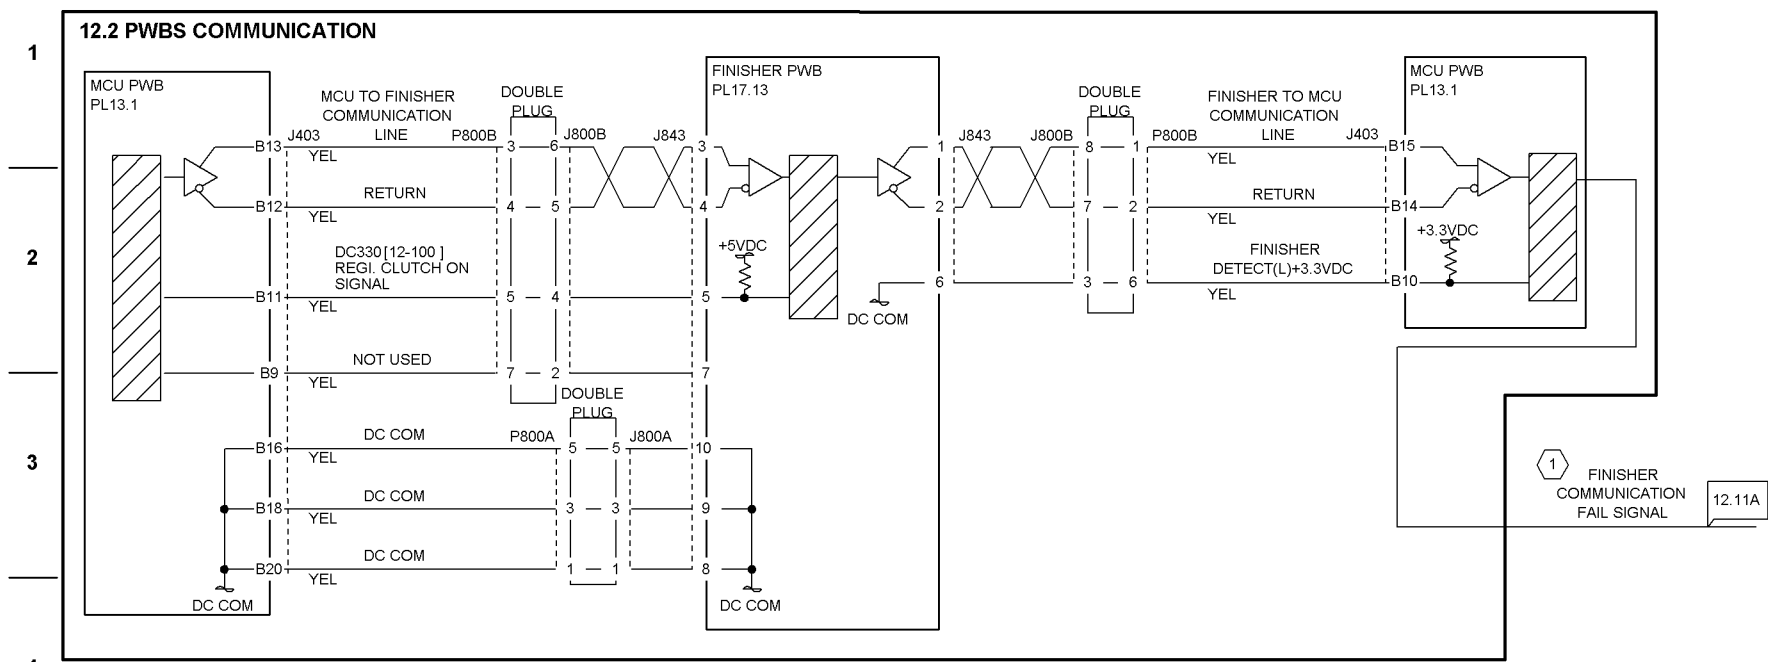 12.2 PWBS COMMUNICATION
1
2
3
MCU PWB
PL13.1
MCU TO FINISHER
COMMUNICATION
LINE
DOUBLE
PLUG
FINISHER PWB
PL17.13
DOUBLE
PLUG
FINISHER TO MCU
COMMUNICATION
LINE
MCU PWB
PL13.1
B13 J403 YEL P800B 3 6 J800B J843 3
1 J843 J800B 8 1 P800B YEL J403 B15
B12 YEL RETURN 4 5 4
2 7 2 RETURN YEL B14
DC330 [12-100 ]
REGI. CLUTCH ON
SIGNAL
+5VDC
B11 YEL 5 4 5
DC COM
FINISHER
DETECT(L)+3.3VDC
+3.3VDC
6 3 6 YEL B10
NOT USED
B9 YEL 7 2 7
DOUBLE
PLUG
B16 YEL DC COM P800A 5 5 J800A 10
B18 YEL DC COM 3 3 9
B20 YEL DC COM 1 1 8
DC COM
DC COM
1
FINISHER
COMMUNICATION
FAIL SIGNAL
12.11A